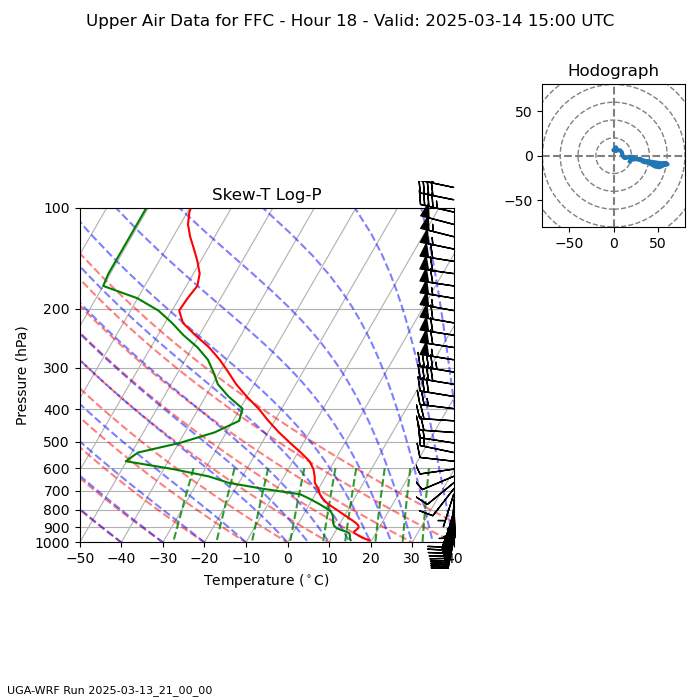 Upper Air Data for FFC - Hour 18 - Valid: 2025-03-14 15:00 UTC
Hodograph
50
0
−50
−50 0 50
Skew-T Log-P
100
200
300
400
500
600
700
800
900
1000
Pressure (hPa)
−50 −40 −30 −20 −10 0 10 20 30 40
Temperature (°C)
UGA-WRF Run 2025-03-13_21_00_00